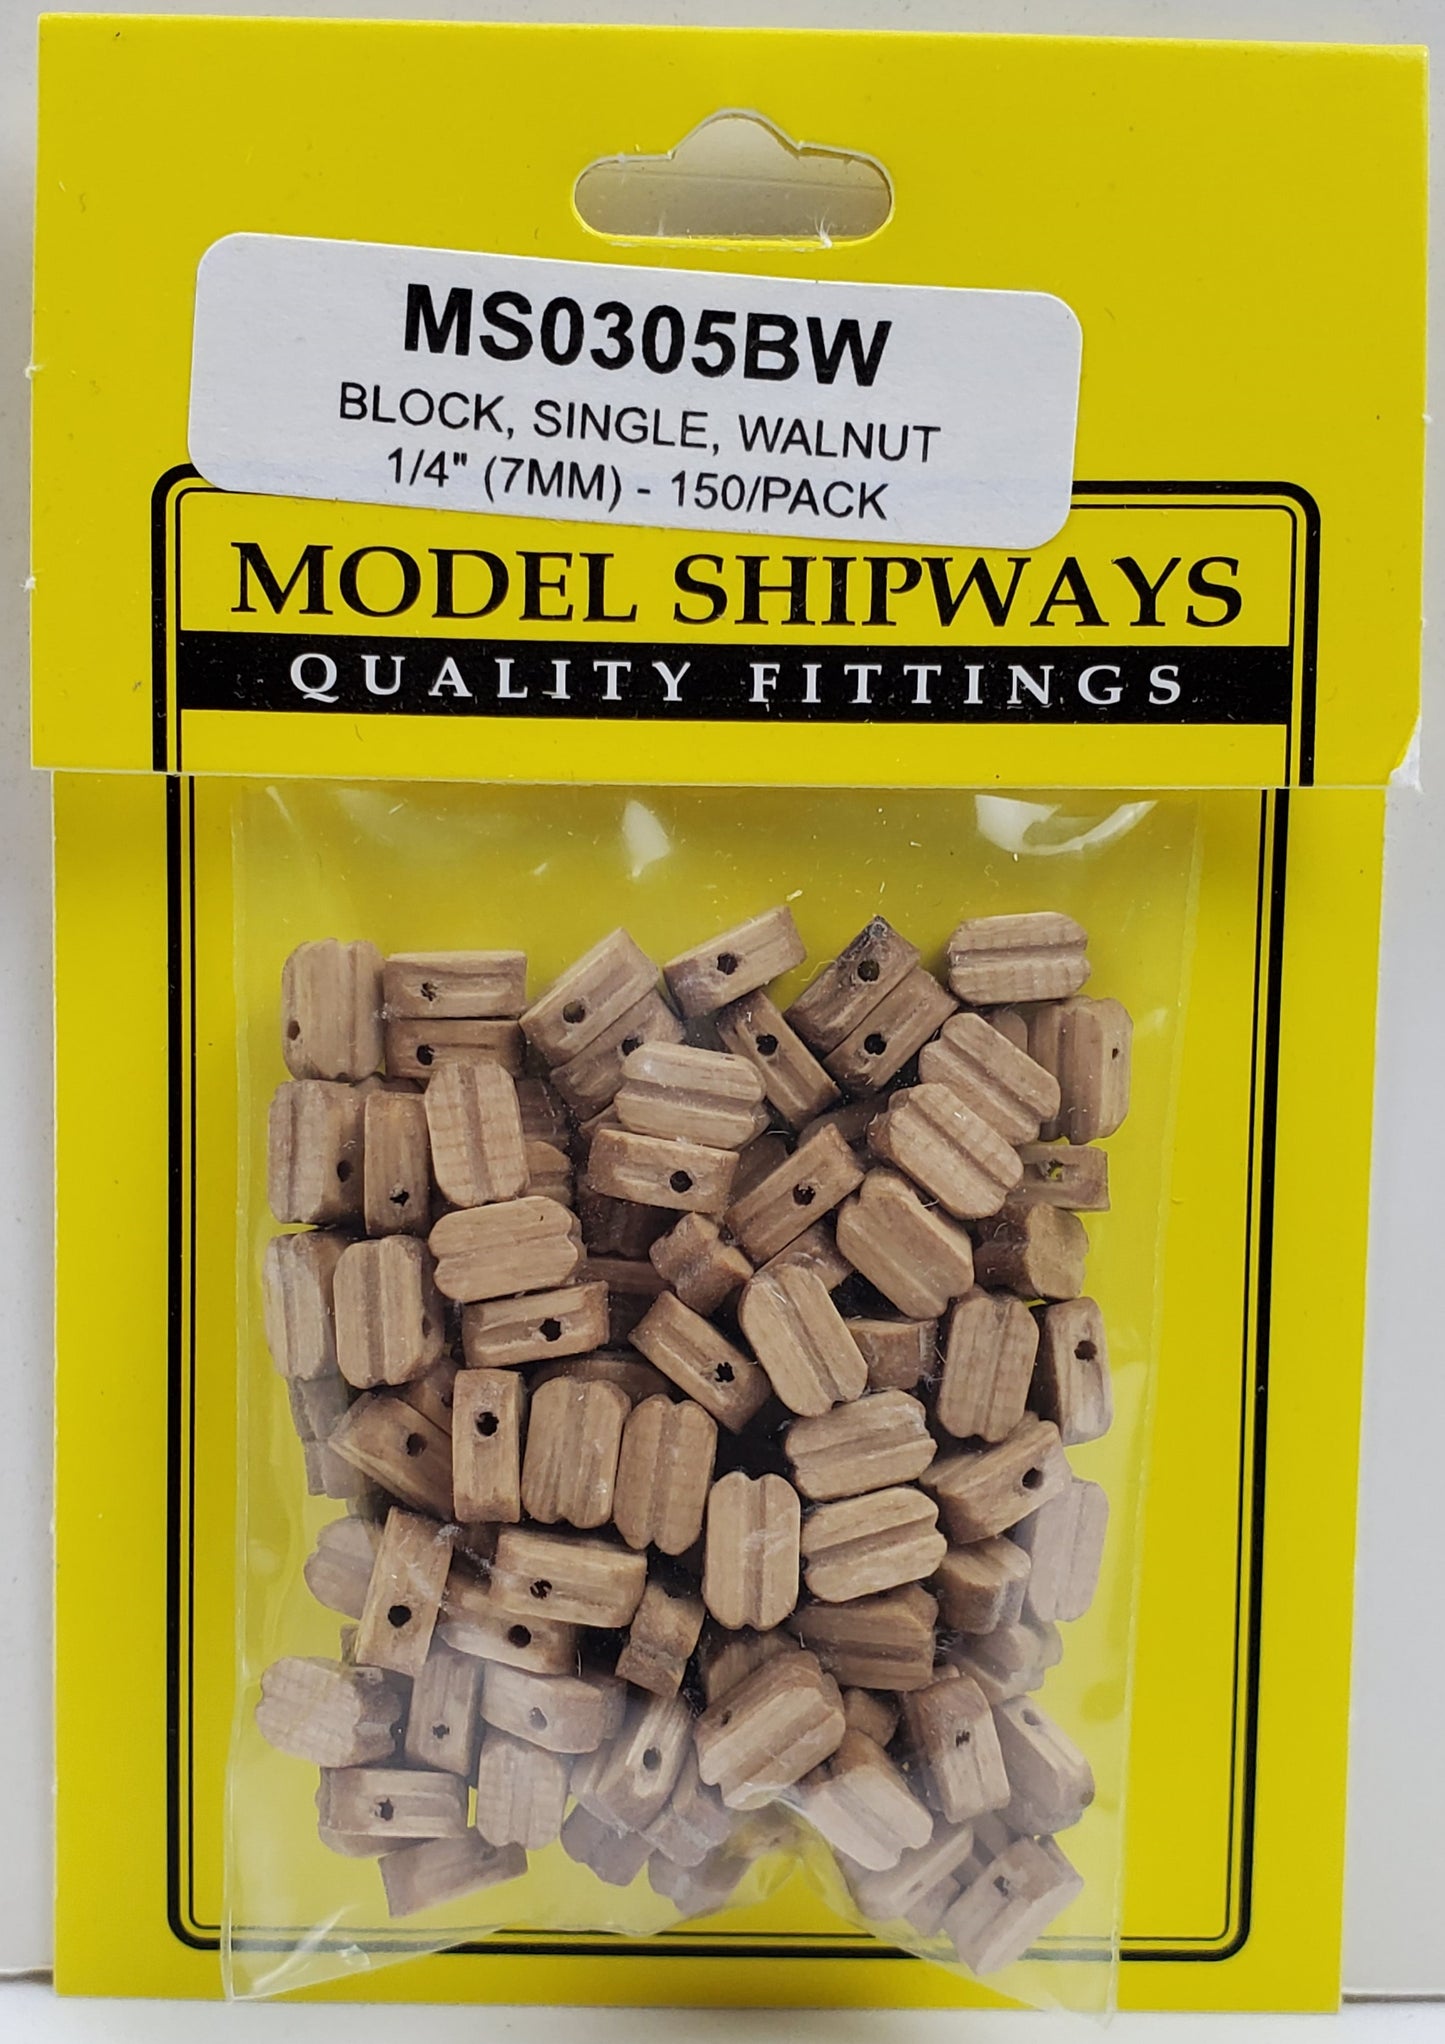 MS0305BW
BLOCK, SINGLE, WALNUT
1/4" (7MM) - 150/PACK
MODEL SHIPWAYS
QUALITY FITTINGS